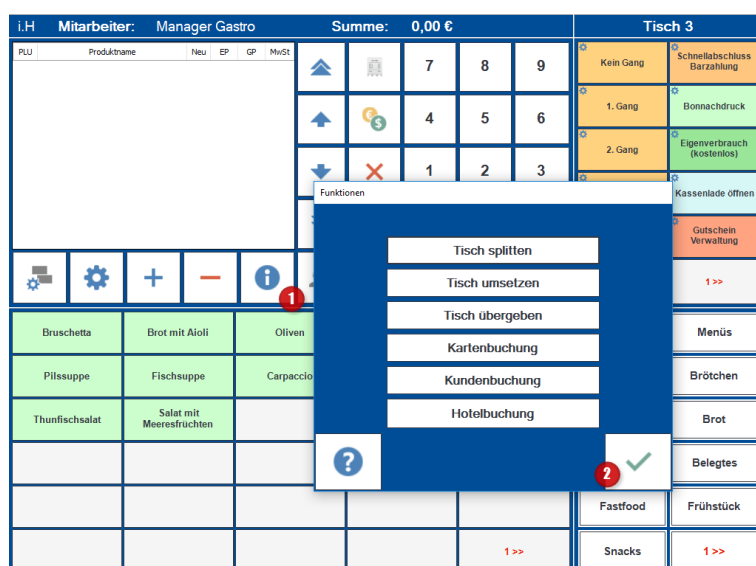 i.H Mitarbeiter: Manager Gastro Summe: 0,00 € Tisch 3
PLU Produktname Neu EP GP MwSt
7 8 9
4 5 6
1 2 3
Kein Gang
Schnellabschluss
Barzahlung
1. Gang
Bonnachdruck
2. Gang
Eigenverbrauch
(kostenlos)
Kassenlade öffnen
Gutschein
Verwaltung
1 >>
Funktionen
Tisch splitten
Tisch umsetzen
Tisch übergeben
Kartenbuchung
Kundenbuchung
Hotelbuchung
1
2
Bruschetta Brot mit Aioli Oliven
Pilssuppe Fischsuppe Carpaccio
Thunfischsalat
Salat mit
Meeresfrüchten
1 >>
Menüs
Brötchen
Brot
Belegtes
Fastfood Frühstück
Snacks 1 >>